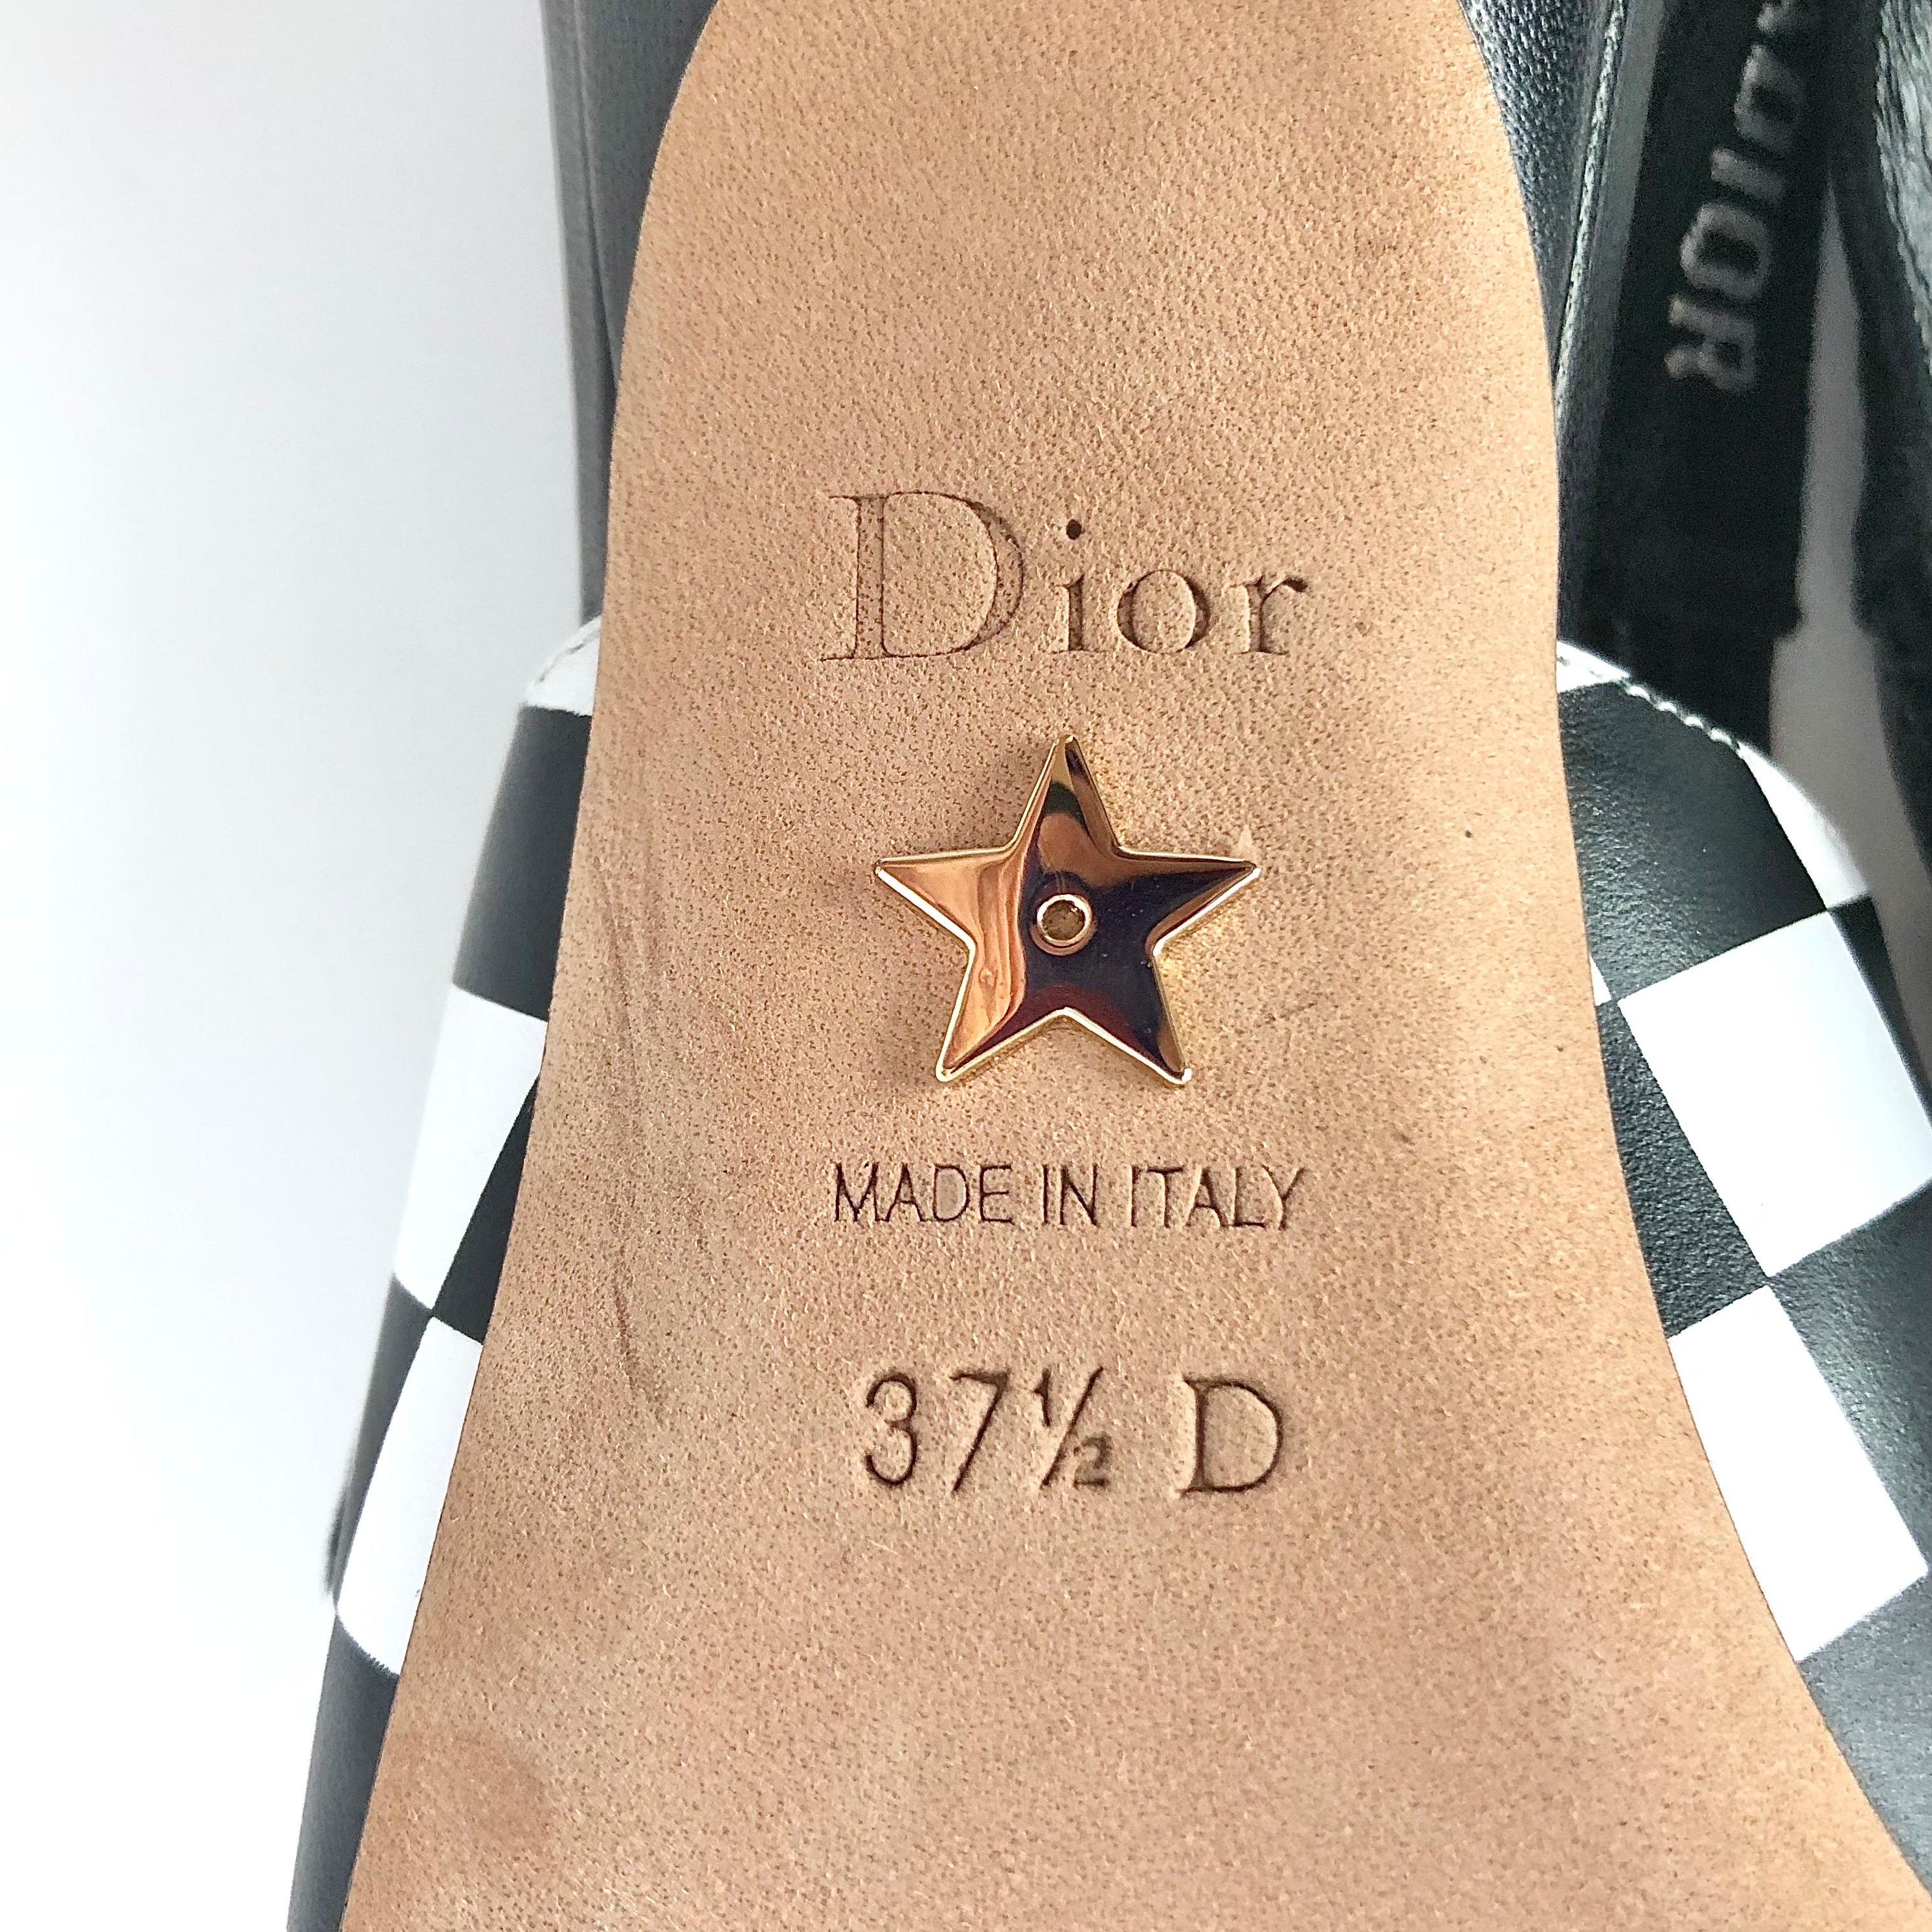 Dior
MADE IN ITALY
37½ D
DIOR